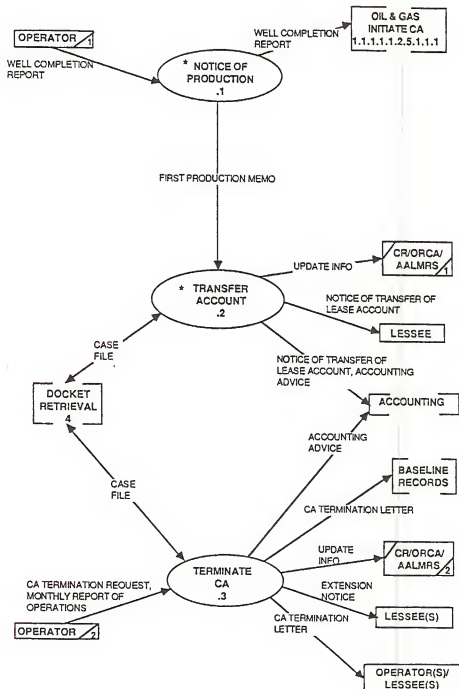 OPERATOR 1
WELL COMPLETION
REPORT
WELL COMPLETION
REPORT
OIL & GAS
INITIATE CA
1.1.1.1.1.2.5.1.1.1
* NOTICE OF
PRODUCTION
.1
FIRST PRODUCTION MEMO
* TRANSFER
ACCOUNT
.2
UPDATE INFO
CR/ORCA/
AALMRS 1
NOTICE OF TRANSFER OF
LEASE ACCOUNT
LESSEE
NOTICE OF TRANSFER OF
LEASE ACCOUNT, ACCOUNTING
ADVICE
ACCOUNTING
CASE
FILE
DOCKET
RETRIEVAL
4
CASE
FILE
ACCOUNTING
ADVICE
BASELINE
RECORDS
CA TERMINATION LETTER
TERMINATE
CA
.3
UPDATE
INFO
CR/ORCA/
AALMRS 2
CA TERMINATION REQUEST,
MONTHLY REPORT OF
OPERATIONS
OPERATOR 2
EXTENSION
NOTICE
LESSEE(S)
CA TERMINATION
LETTER
OPERATOR(S)/
LESSEE(S)